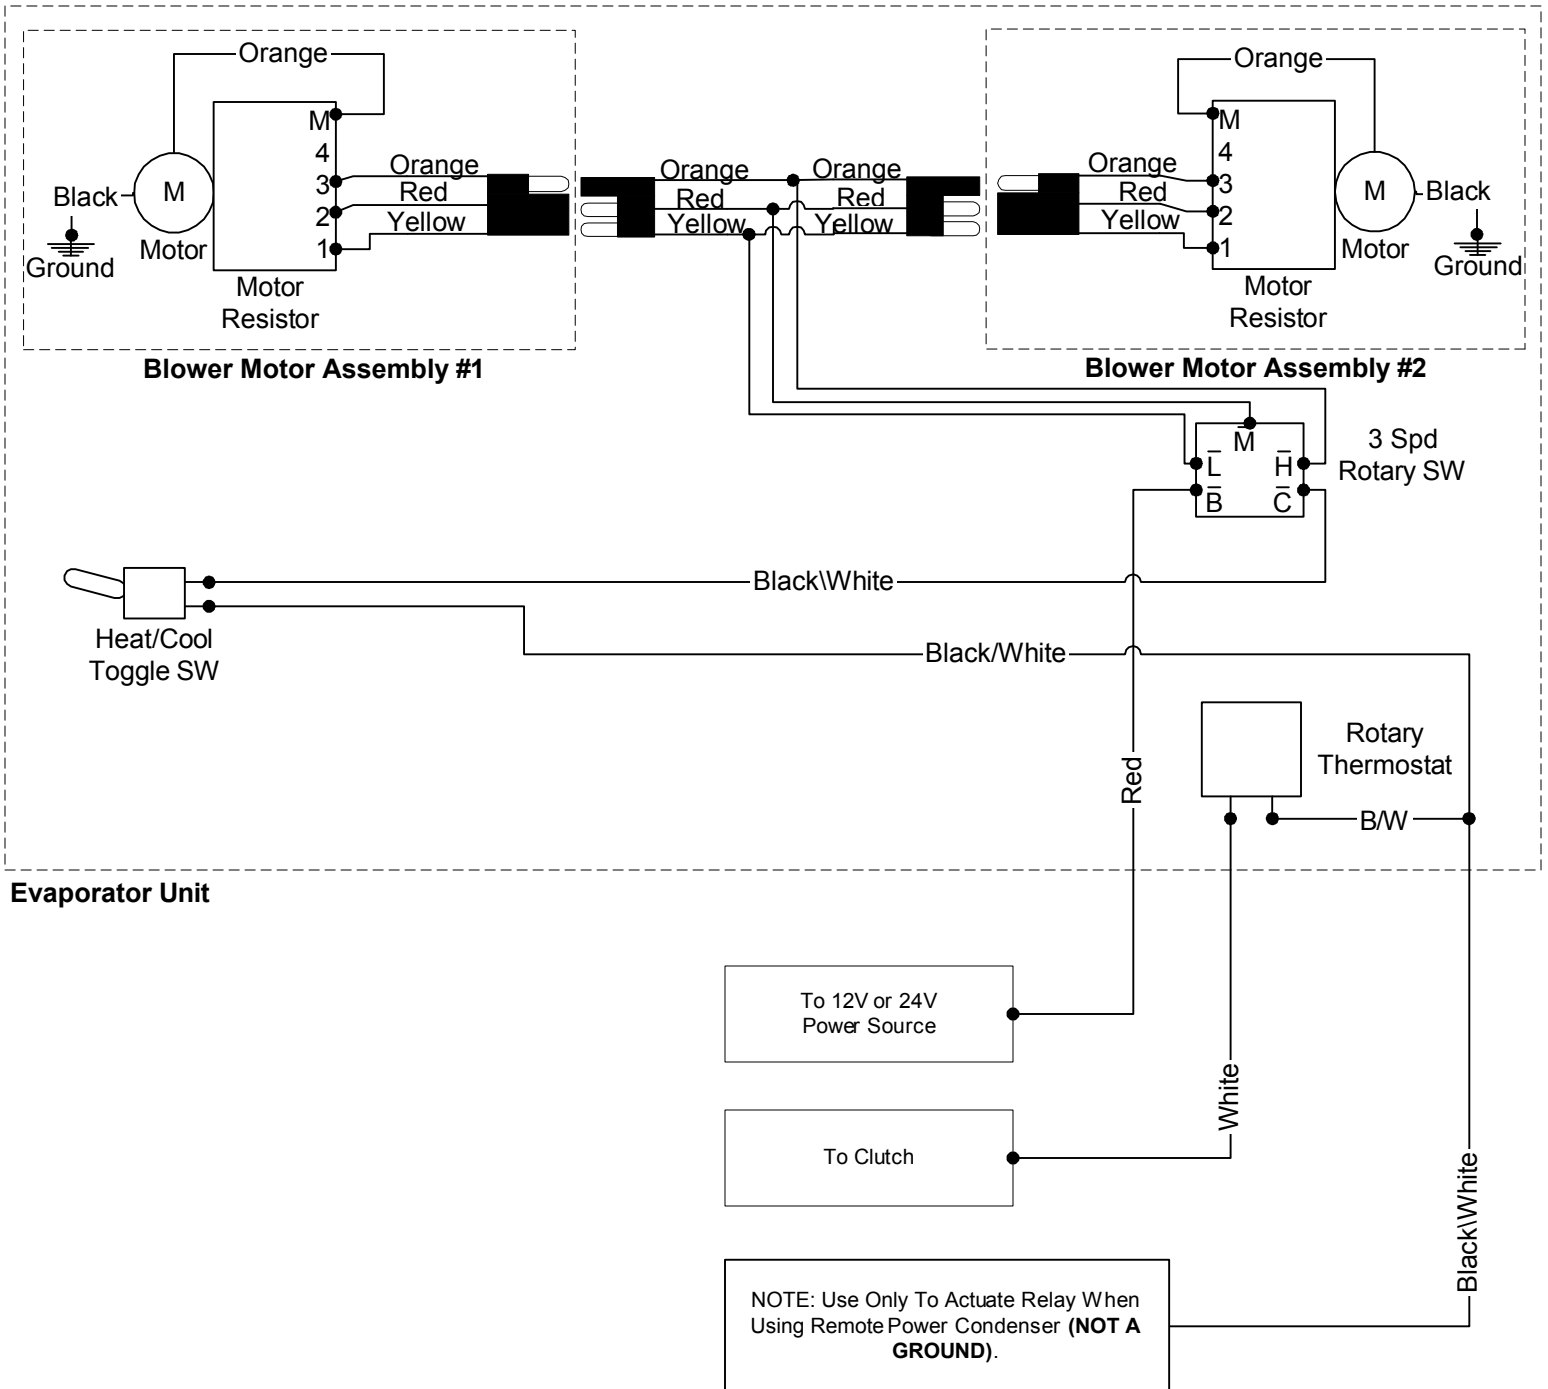 Orange
M
4
3
2
1
Orange
Red
Yellow
Black
M
Motor
Ground
Motor
Resistor
Blower Motor Assembly #1
Orange
Red
Yellow
Orange
Red
Yellow
Orange
M
4
3
2
1
Orange
Red
Yellow
M
Black
Motor
Ground
Motor
Resistor
Blower Motor Assembly #2
M
L
H
B
C
3 Spd
Rotary SW
Black\White
Heat/Cool
Toggle SW
Black/White
Red
Rotary
Thermostat
B/W
Evaporator Unit
To 12V or 24V
Power Source
White
To Clutch
Black\White
NOTE: Use Only To Actuate Relay When
Using Remote Power Condenser (NOT A
GROUND).